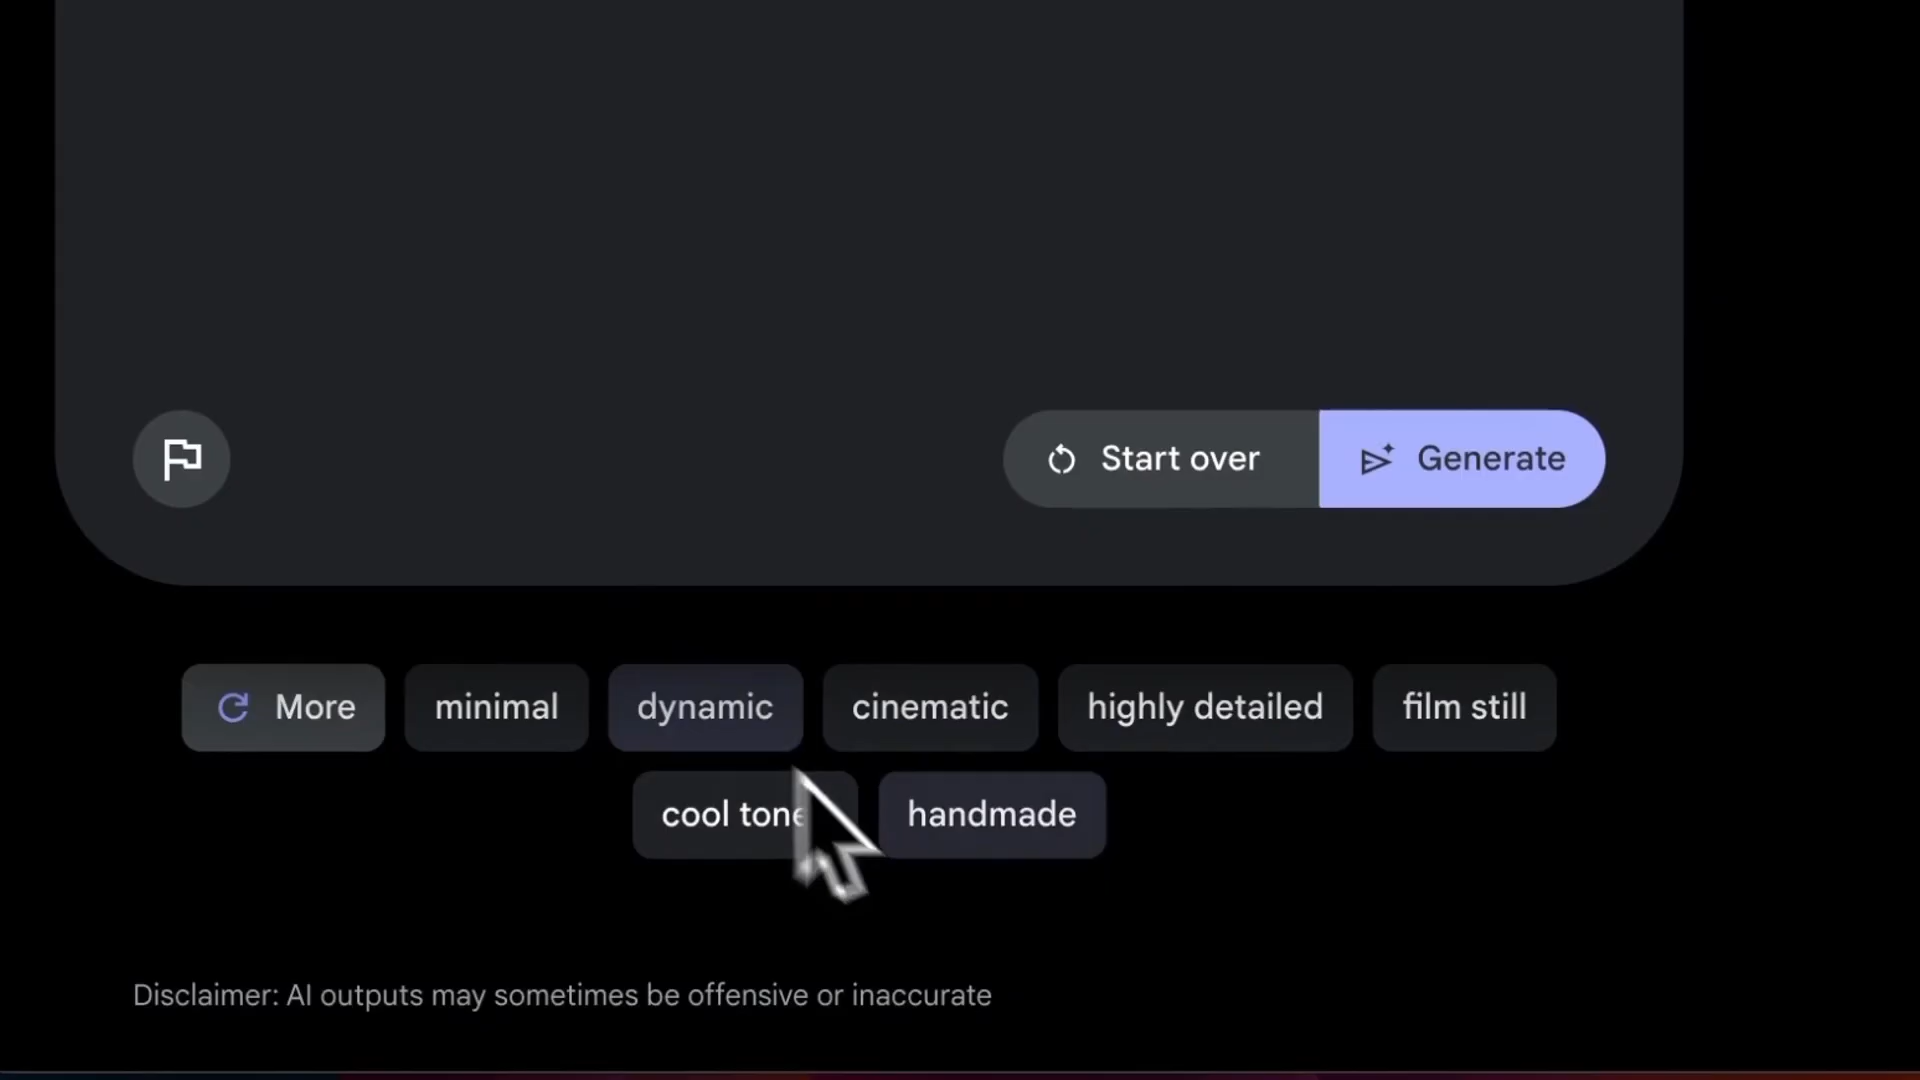 Start over
Generate
More
minimal
dynamic
cinematic
highly detailed
film still
cool
handmade
Disclaimer: AI outputs may sometimes be offensive or inaccurate